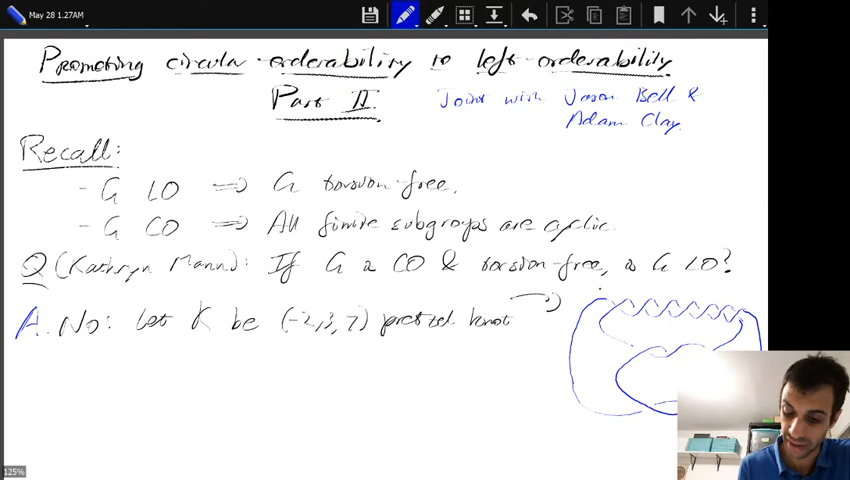 May 28 1.27AM
Promoting circular-orderability to left-orderability
Part II
Joint with Jason Bell &
Adam Clay.
Recall:
- G LO ⟹ G torsion-free.
- G CO ⟹ All finite subgroups are cyclic.
Q (Kathryn Mann): If G is CO & torsion-free, is G LO?
A. No: Let K be (-2,3,7) pretzel knot
125%